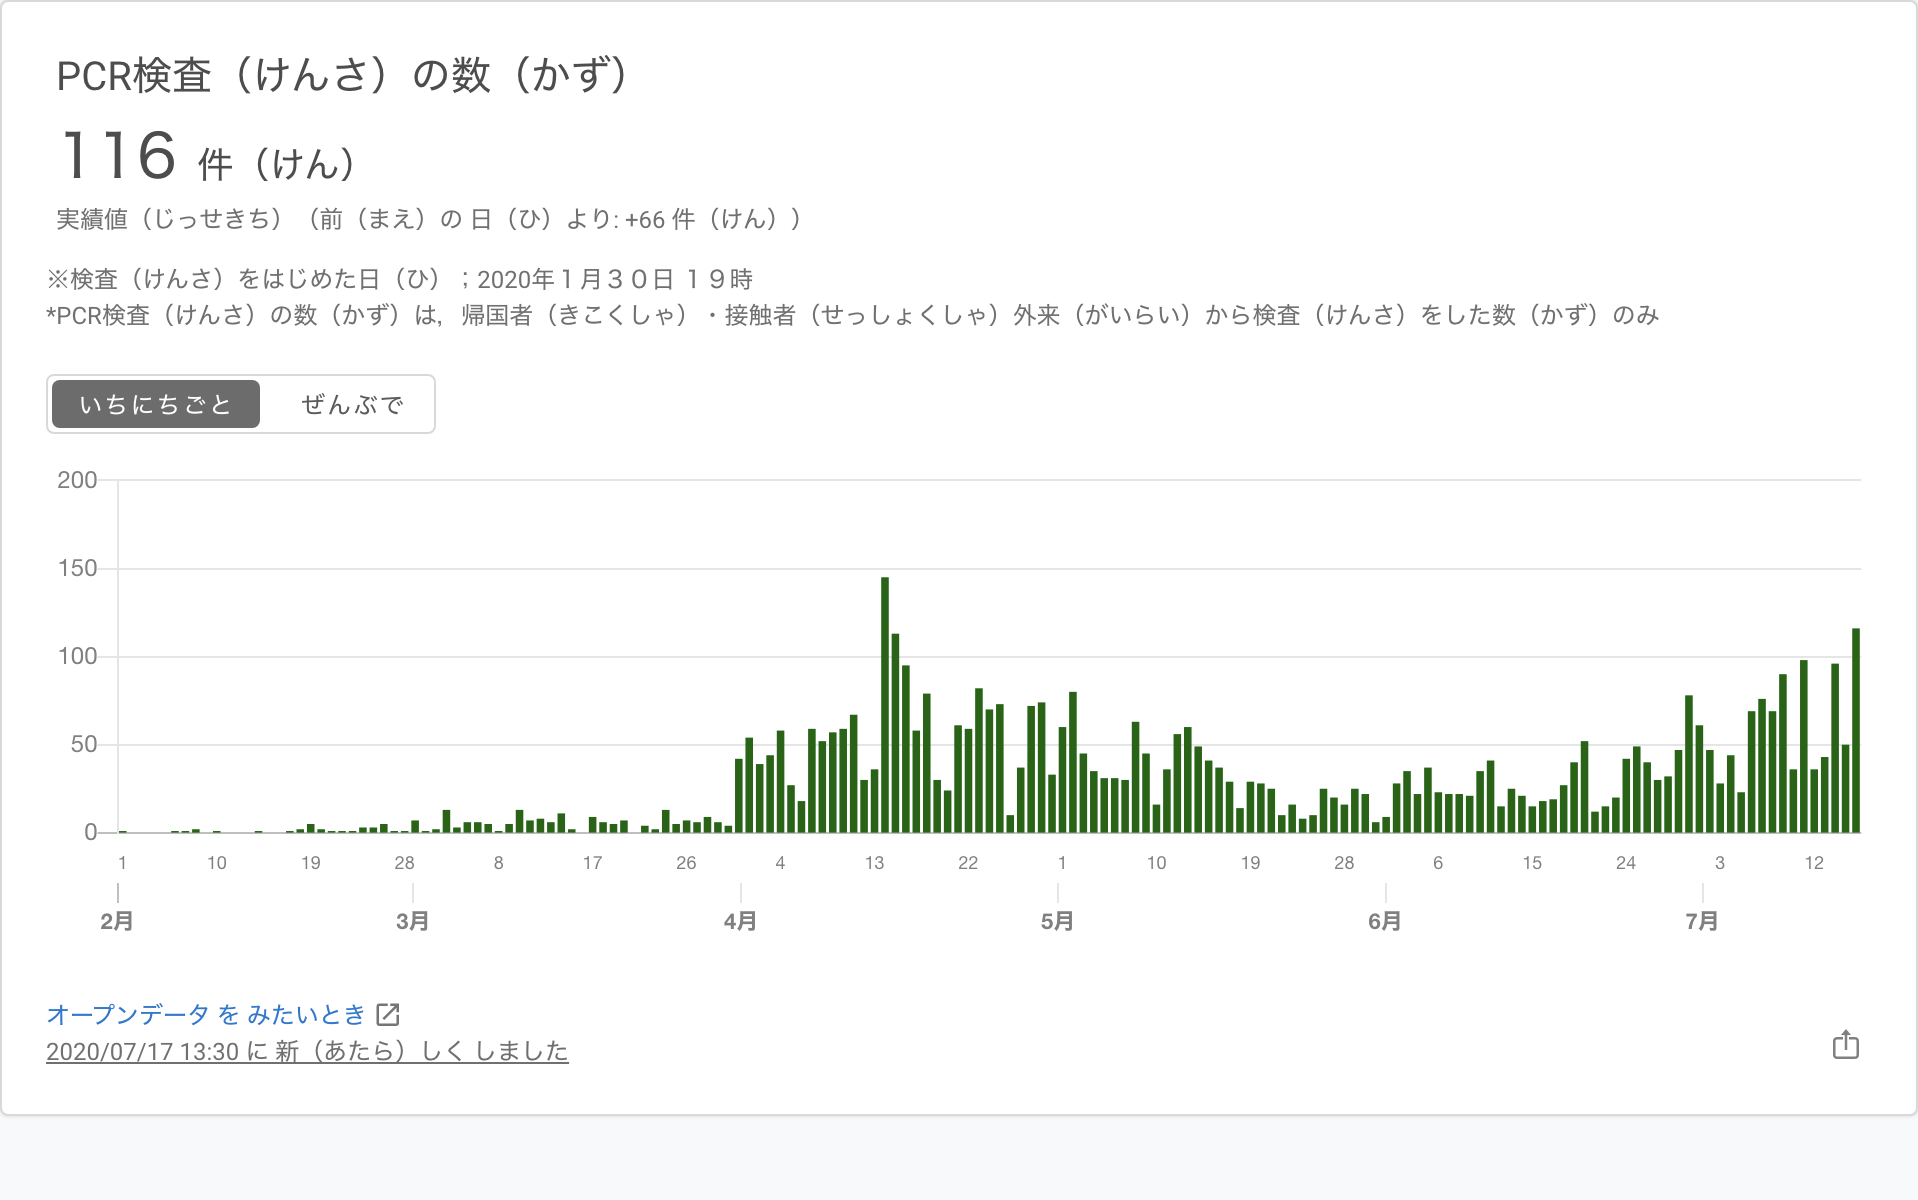 PCR検査（けんさ）の数（かず）
116 件（けん）
実績値（じっせきち）（前（まえ）の 日（ひ）より: +66 件（けん））
※検査（けんさ）をはじめた日（ひ）；2020年１月３０日 １９時
*PCR検査（けんさ）の数（かず）は，帰国者（きこくしゃ）・接触者（せっしょくしゃ）外来（がいらい）から検査（けんさ）をした数（かず）のみ
いちにちごと ぜんぶで
200
150
100
50
0
1 10 19 28 8 17 26 4 13 22 1 10 19 28 6 15 24 3 12
2月 3月 4月 5月 6月 7月
オープンデータ を みたいとき
2020/07/17 13:30 に 新（あたら）しく しました